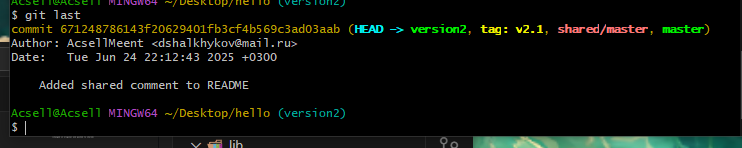 Acsell@Acsell MINGW64 ~/Desktop/hello (version2)
$ git last
commit 671248786143f20629401fb3cf4b569c3ad03aab (HEAD -> version2, tag: v2.1, shared/master, master)
Author: AcsellMeent <dshalkhykov@mail.ru>
Date:   Tue Jun 24 22:12:43 2025 +0300
    Added shared comment to README
Acsell@Acsell MINGW64 ~/Desktop/hello (version2)
$
lib